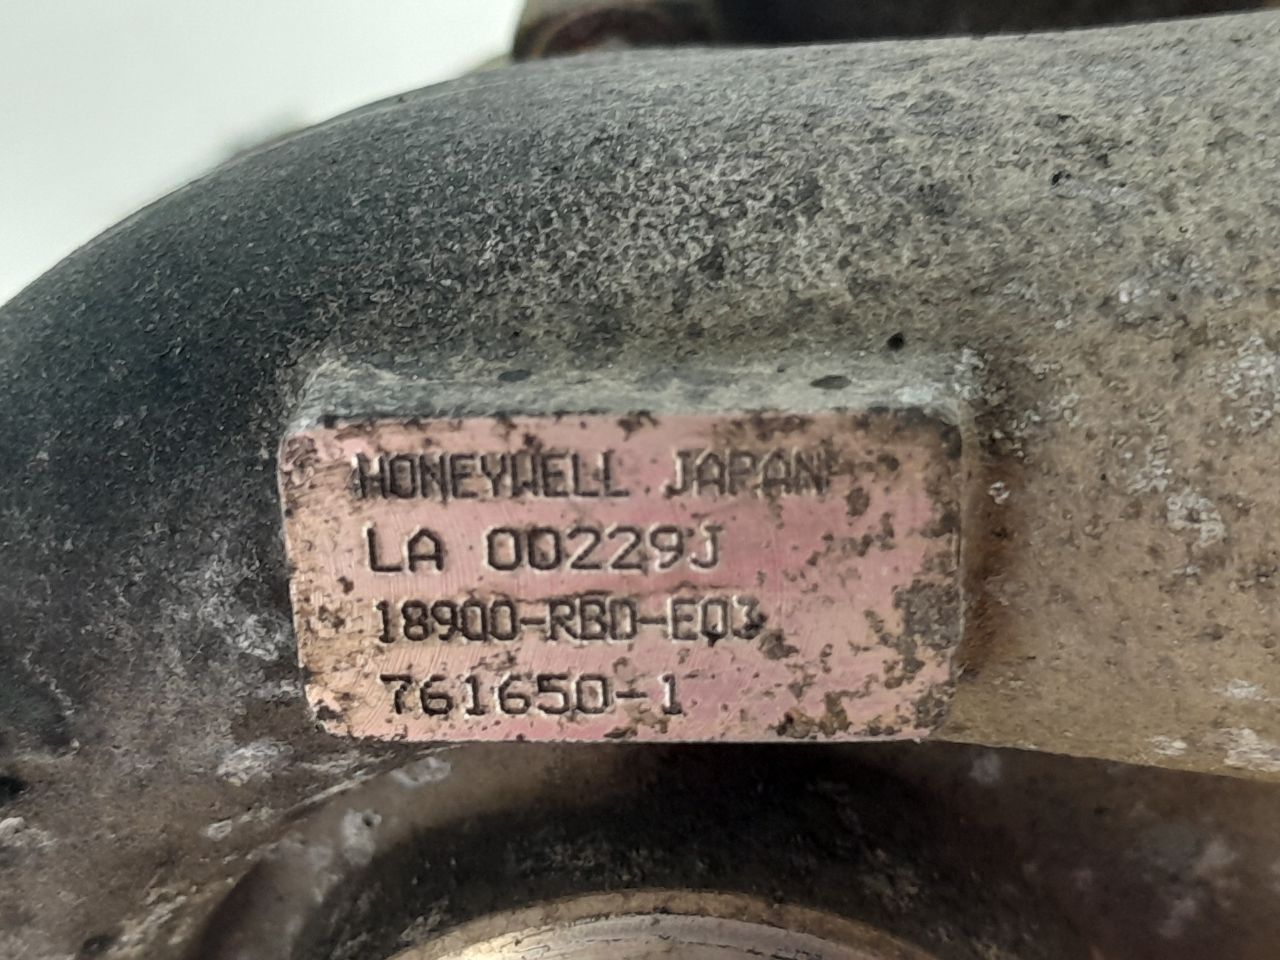 HONEYWELL JAPAN
LA 00229J
18900-RBD-E03
761650-1